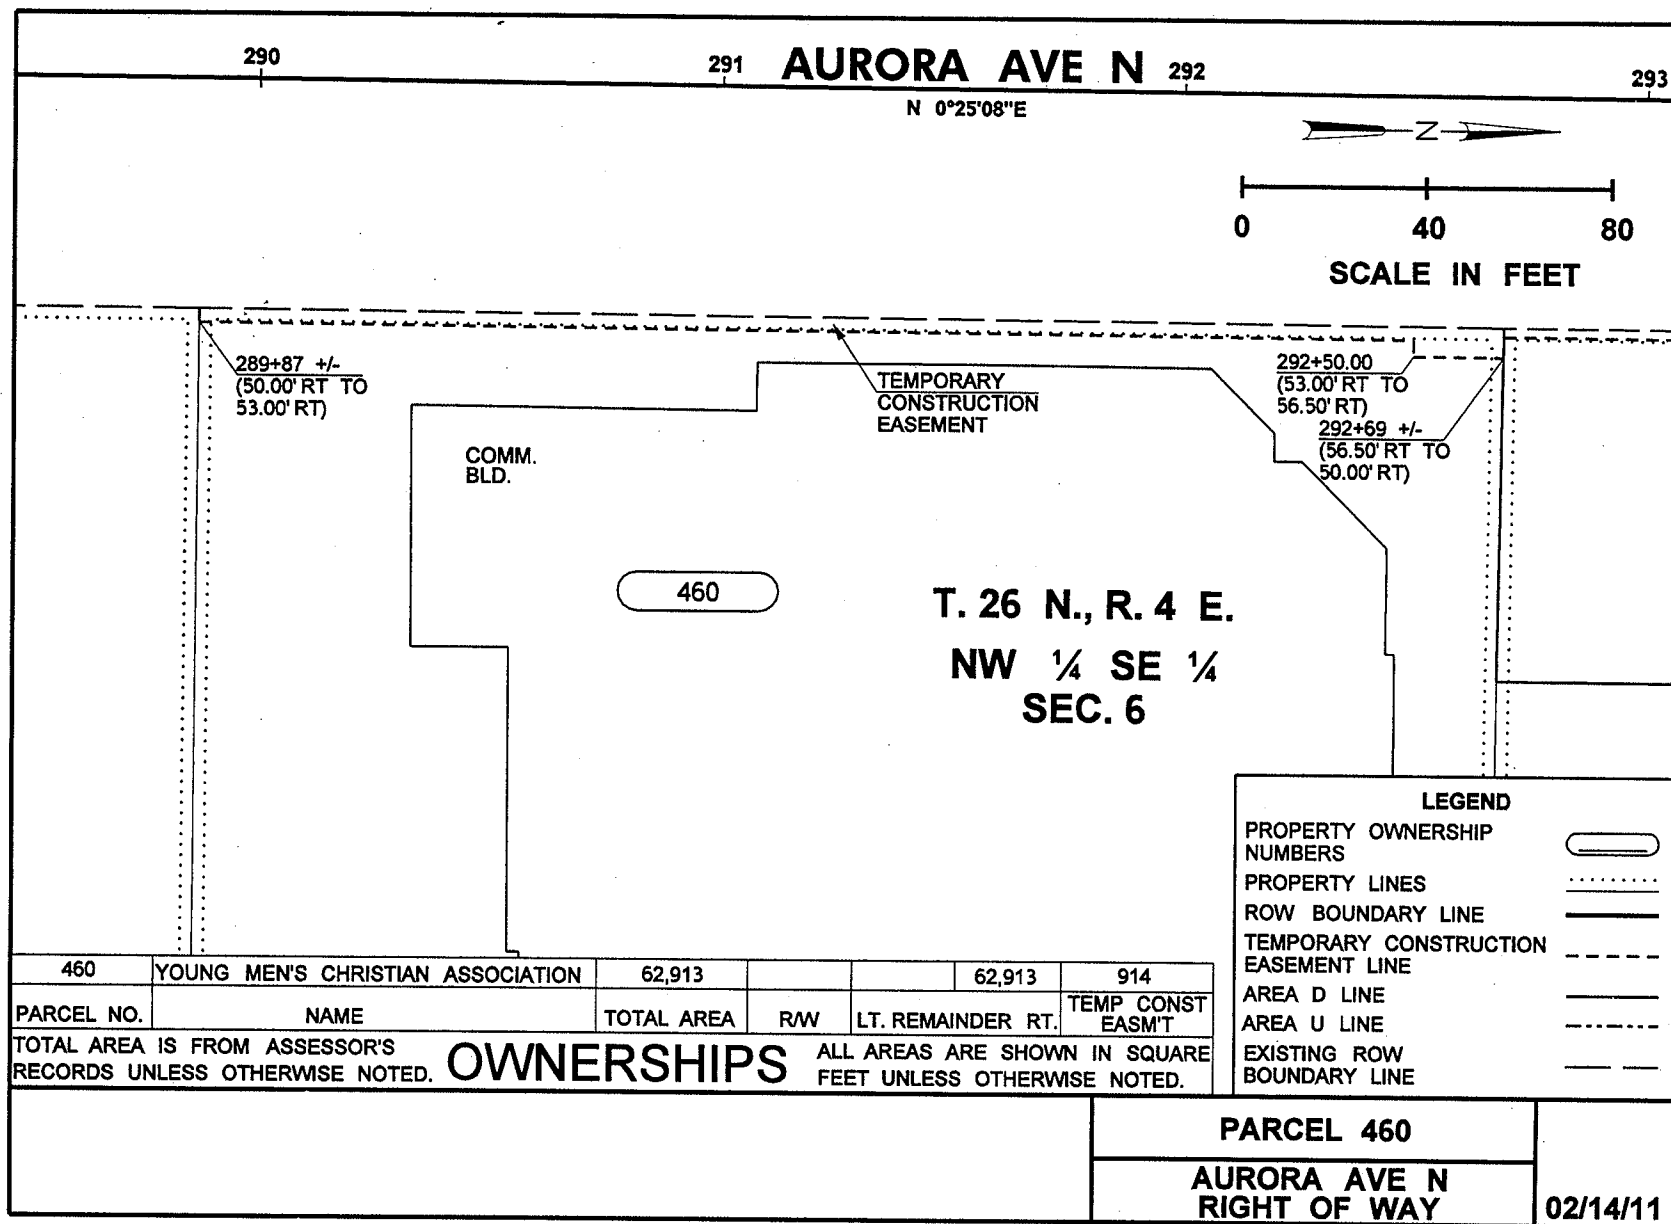 290
291 AURORA AVE N 292
293
N 0°25'08"E
N
0 40 80
SCALE IN FEET
289+87 +/-
(50.00' RT TO
53.00' RT)
TEMPORARY
CONSTRUCTION
EASEMENT
292+50.00
(53.00' RT TO
56.50' RT)
292+69 +/-
(56.50' RT TO
50.00' RT)
COMM.
BLD.
460
T. 26 N., R. 4 E.
NW ¼ SE ¼
SEC. 6
LEGEND
PROPERTY OWNERSHIP
NUMBERS
PROPERTY LINES
ROW BOUNDARY LINE
TEMPORARY CONSTRUCTION
EASEMENT LINE
AREA D LINE
AREA U LINE
EXISTING ROW
BOUNDARY LINE
460 YOUNG MEN'S CHRISTIAN ASSOCIATION 62,913 62,913 914
PARCEL NO. NAME TOTAL AREA R/W LT. REMAINDER RT. TEMP CONST
EASM'T
TOTAL AREA IS FROM ASSESSOR'S
RECORDS UNLESS OTHERWISE NOTED.
OWNERSHIPS
ALL AREAS ARE SHOWN IN SQUARE
FEET UNLESS OTHERWISE NOTED.
PARCEL 460
AURORA AVE N
RIGHT OF WAY
02/14/11